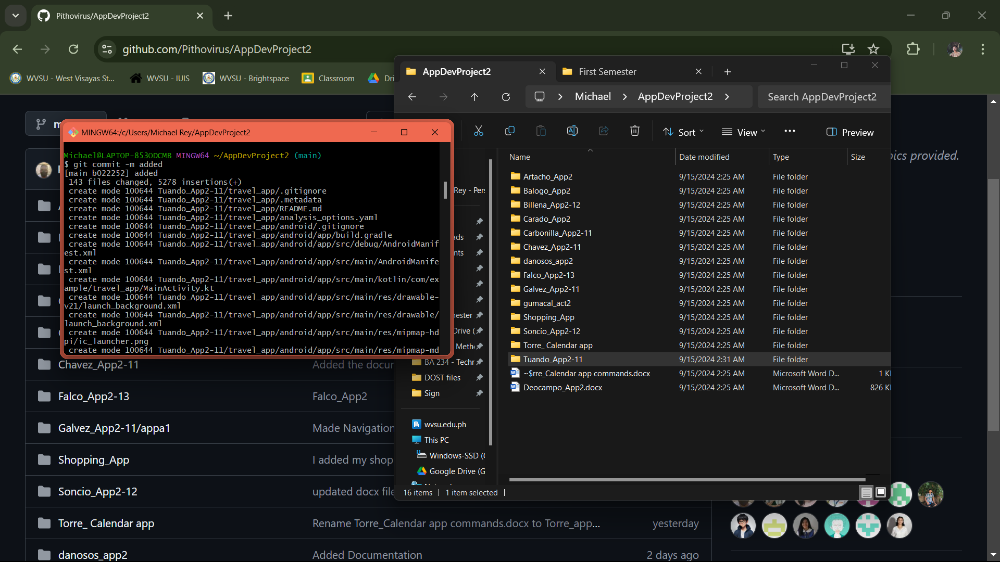 Pithovirus/AppDevProject2
github.com/Pithovirus/AppDevProject2
WVSU - West Visayas St...
WVSU - IUIS
WVSU - Brightspace
Classroom
AppDevProject2
First Semester
Michael
AppDevProject2
Search AppDevProject2
Sort
View
Preview
MINGW64:/c/Users/Michael Rey/AppDevProject2
Michael@LAPTOP-853ODCMB MINGW64 ~/AppDevProject2 (main)
$ git commit -m added
[main b022252] added
143 files changed, 5278 insertions(+)
create mode 100644 Tuando_App2-11/travel_app/.gitignore
create mode 100644 Tuando_App2-11/travel_app/.metadata
create mode 100644 Tuando_App2-11/travel_app/README.md
create mode 100644 Tuando_App2-11/travel_app/analysis_options.yaml
create mode 100644 Tuando_App2-11/travel_app/android/.gitignore
create mode 100644 Tuando_App2-11/travel_app/android/app/build.gradle
create mode 100644 Tuando_App2-11/travel_app/android/app/src/debug/AndroidManif
est.xml
create mode 100644 Tuando_App2-11/travel_app/android/app/src/main/AndroidManife
st.xml
create mode 100644 Tuando_App2-11/travel_app/android/app/src/main/kotlin/com/ex
ample/travel_app/MainActivity.kt
create mode 100644 Tuando_App2-11/travel_app/android/app/src/main/res/drawable-
v21/launch_background.xml
create mode 100644 Tuando_App2-11/travel_app/android/app/src/main/res/drawable/
launch_background.xml
create mode 100644 Tuando_App2-11/travel_app/android/app/src/main/res/mipmap-hd
pi/ic_launcher.png
create mode 100644 Tuando_App2-11/travel_app/android/app/src/main/res/mipmap-md
Rey - Pers
BA 234 - Techr
DOST files
Sign
wvsu.edu.ph
This PC
Windows-SSD (
Google Drive (G
Name Date modified Type Size
Artacho_App2 9/15/2024 2:25 AM File folder
Balogo_App2 9/15/2024 2:25 AM File folder
Billena_App2-12 9/15/2024 2:25 AM File folder
Carado_App2 9/15/2024 2:25 AM File folder
Carbonilla_App2-11 9/15/2024 2:25 AM File folder
Chavez_App2-11 9/15/2024 2:25 AM File folder
danosos_app2 9/15/2024 2:25 AM File folder
Falco_App2-13 9/15/2024 2:25 AM File folder
Galvez_App2-11 9/15/2024 2:25 AM File folder
gumacal_act2 9/15/2024 2:25 AM File folder
Shopping_App 9/15/2024 2:25 AM File folder
Soncio_App2-12 9/15/2024 2:25 AM File folder
Torre_ Calendar app 9/15/2024 2:25 AM File folder
Tuando_App2-11 9/15/2024 2:31 AM File folder
~$rre_Calendar app commands.docx 9/15/2024 2:25 AM Microsoft Word D... 1 K
Deocampo_App2.docx 9/15/2024 2:25 AM Microsoft Word D... 826 K
16 items 1 item selected
provided.
Chavez_App2-11 Added the docu
Falco_App2-13 Falco_App2
Galvez_App2-11/appa1 Made Navigation
Shopping_App I added my shop
Soncio_App2-12 updated docx file
Torre_ Calendar app Rename Torre_Calendar app commands.docx to Torre_app... yesterday
danosos_app2 Added Documentation 2 days ago